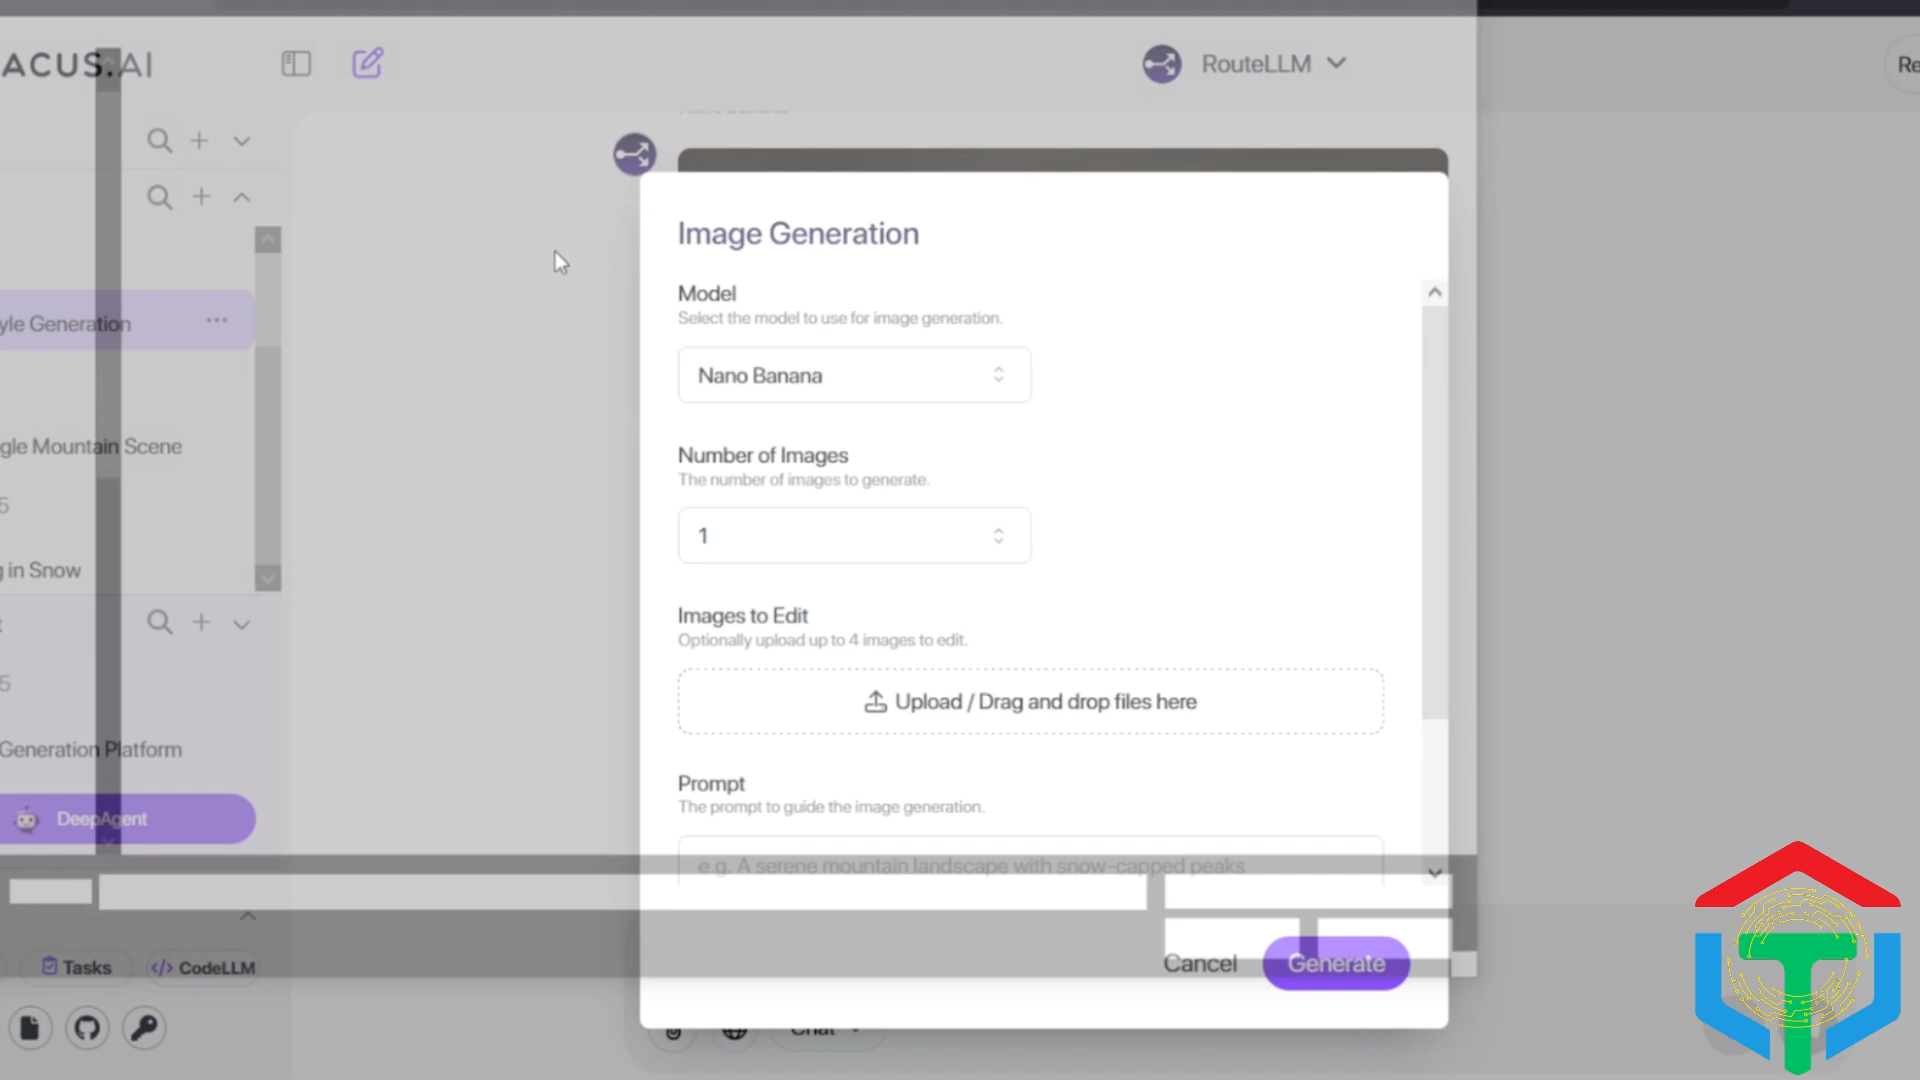 ACUS.AI
RouteLLM
Re
Image Generation
Model
Select the model to use for image generation.
yle Generation
Nano Banana
gle Mountain Scene
Number of Images
The number of images to generate.
5
1
g in Snow
Images to Edit
Optionally upload up to 4 images to edit.
5
Upload / Drag and drop files here
Generation Platform
Prompt
The prompt to guide the image generation.
DeepAgent
e.g. A serene mountain landscape with snow-capped peaks
Tasks
</> CodeLLM
Cancel
Generate
Chat